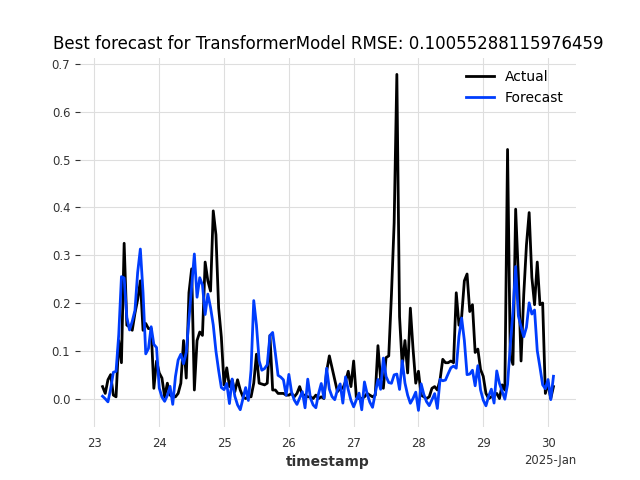 Best forecast for TransformerModel RMSE: 0.10055288115976459
Actual
Forecast
0.7
0.6
0.5
0.4
0.3
0.2
0.1
0.0
23 24 25 26 27 28 29 30
timestamp
2025-Jan